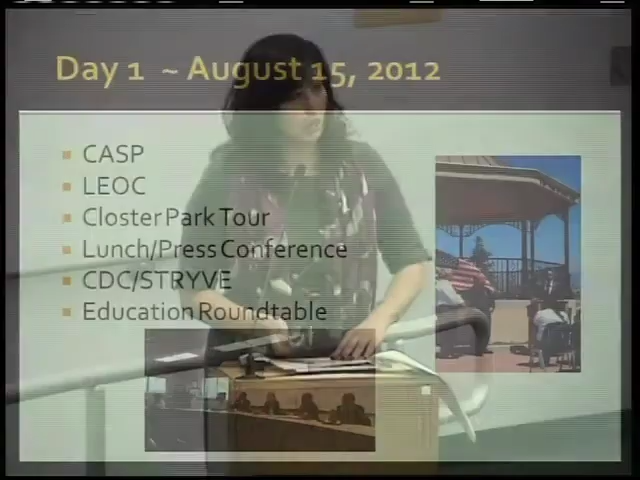 Day 1 ~ August 15, 2012
CASP
LEOC
Closter Park Tour
Lunch/Press Conference
CDC/STRYVE
Education Roundtable